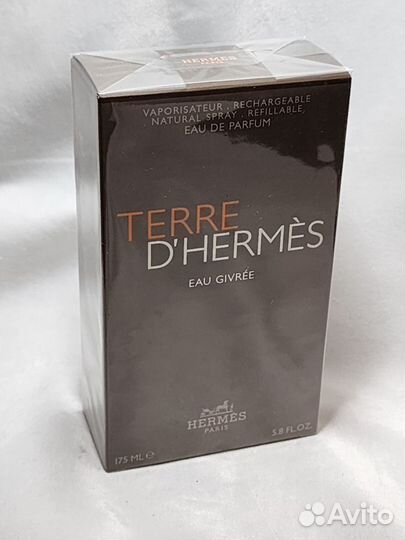 HERMÈS
PARIS
VAPORISATEUR . RECHARGEABLE
NATURAL SPRAY . REFILLABLE
EAU DE PARFUM
TERRE
D'HERMÈS
EAU GIVRÉE
HERMÈS
PARIS
175 ML ℮ 5.8 FL.OZ.
Avito